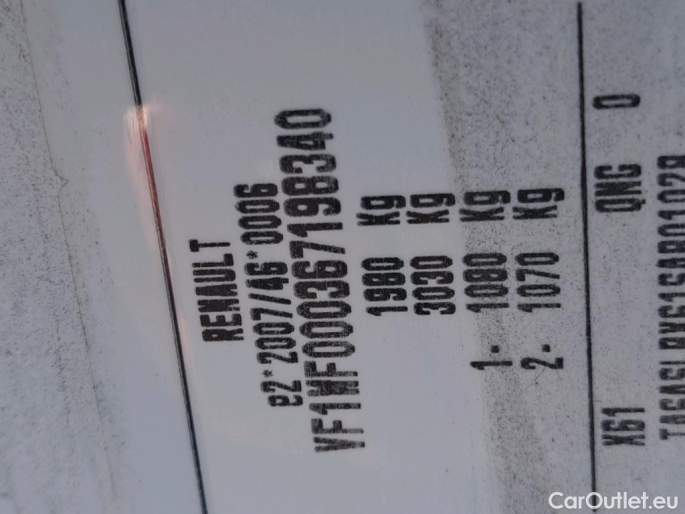 RENAULT
e2*2007/46*0006
VF1WF000367198340
1980 Kg
3030 Kg
1- 1080 Kg
2- 1070 Kg
X61 QNG 0
CarOutlet.eu